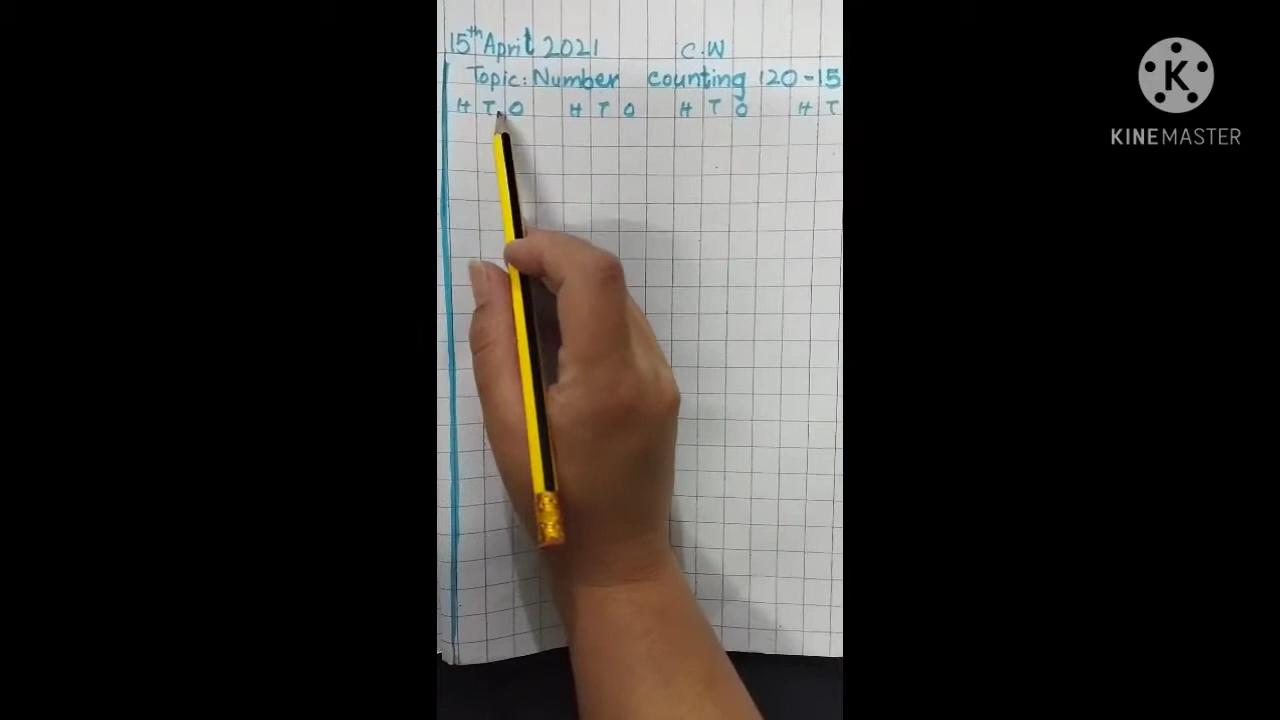 15th April 2021 C.W
Topic: Number counting 120-15
H T O H T O H T O H T
KINEMASTER